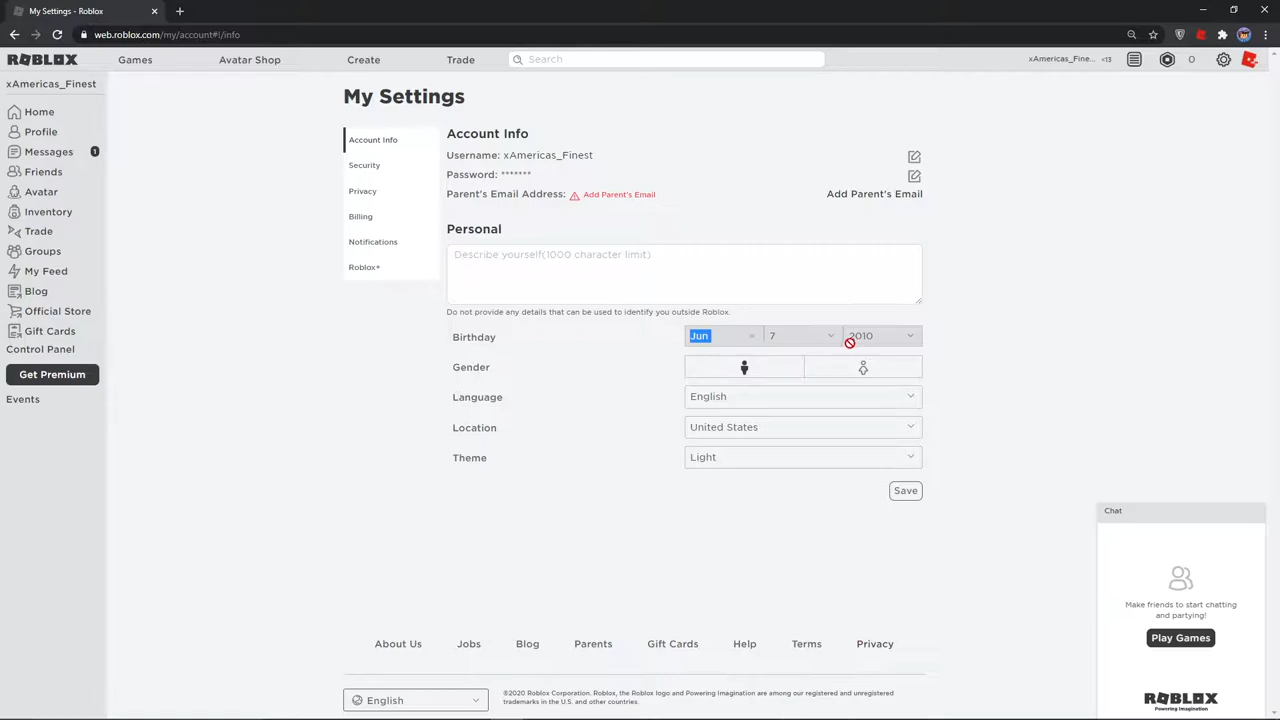 My Settings - Roblox
web.roblox.com/my/account#!/info
ROBLOX
Games
Avatar Shop
Create
Trade
Search
xAmericas_Fine... <13
0
xAmericas_Finest
Home
Profile
Messages 1
Friends
Avatar
Inventory
Trade
Groups
My Feed
Blog
Official Store
Gift Cards
Control Panel
Get Premium
Events
My Settings
Account Info
Security
Privacy
Billing
Notifications
Roblox+
Account Info
Username: xAmericas_Finest
Password: *******
Parent's Email Address: Add Parent's Email Add Parent's Email
Personal
Describe yourself(1000 character limit)
Do not provide any details that can be used to identify you outside Roblox.
Birthday Jun 7 2010
Gender
Language English
Location United States
Theme Light
Save
Chat
Make friends to start chatting
and partying!
Play Games
ROBLOX
Powering Imagination
About Us
Jobs
Blog
Parents
Gift Cards
Help
Terms
Privacy
English
©2020 Roblox Corporation. Roblox, the Roblox logo and Powering Imagination are among our registered and unregistered
trademarks in the U.S. and other countries.